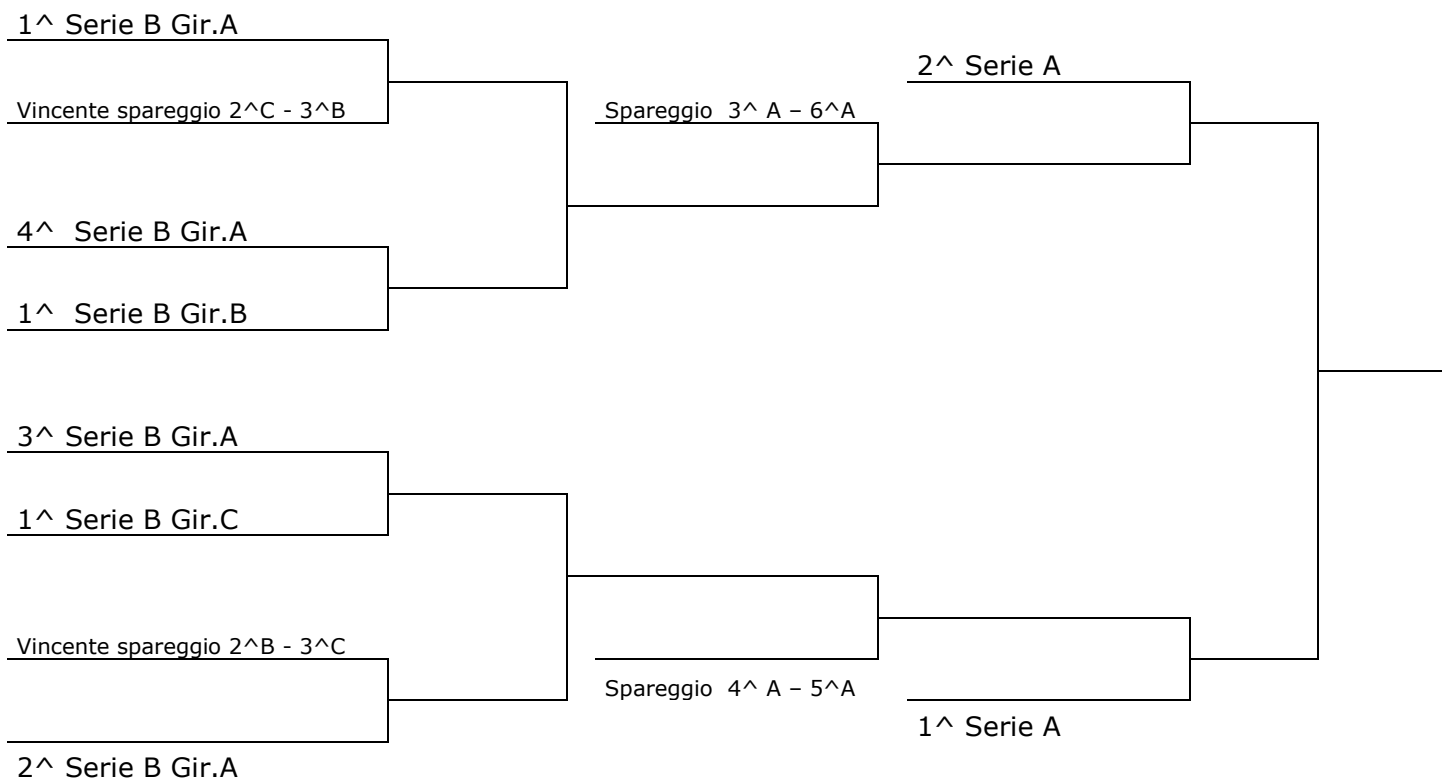 1^ Serie B Gir.A
Vincente spareggio 2^C - 3^B
4^  Serie B Gir.A
1^  Serie B Gir.B
3^ Serie B Gir.A
1^ Serie B Gir.C
Vincente spareggio 2^B - 3^C
2^ Serie B Gir.A
Spareggio  3^ A – 6^A
Spareggio  4^ A – 5^A
2^ Serie A
1^ Serie A